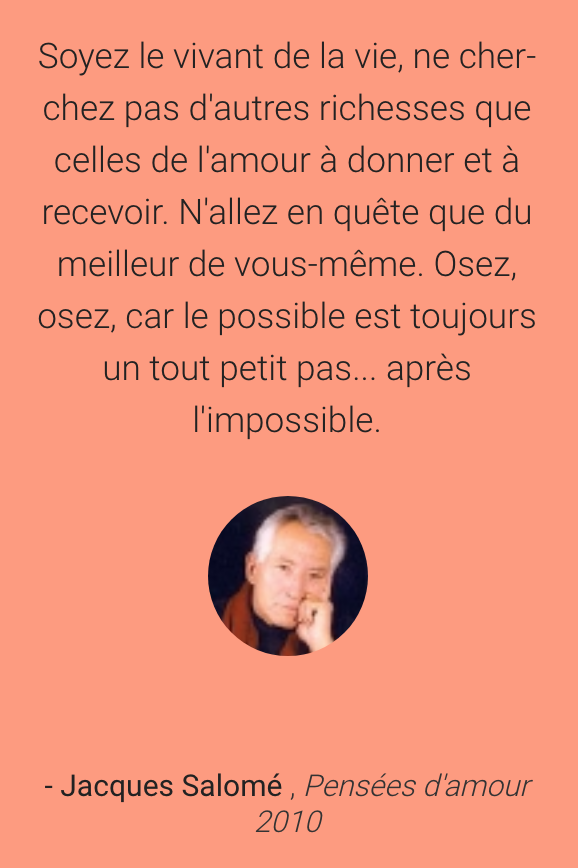 Soyez le vivant de la vie, ne cher-
chez pas d'autres richesses que
celles de l'amour à donner et à
recevoir. N'allez en quête que du
meilleur de vous-même. Osez,
osez, car le possible est toujours
un tout petit pas... après
l'impossible.
- Jacques Salomé , Pensées d'amour
2010